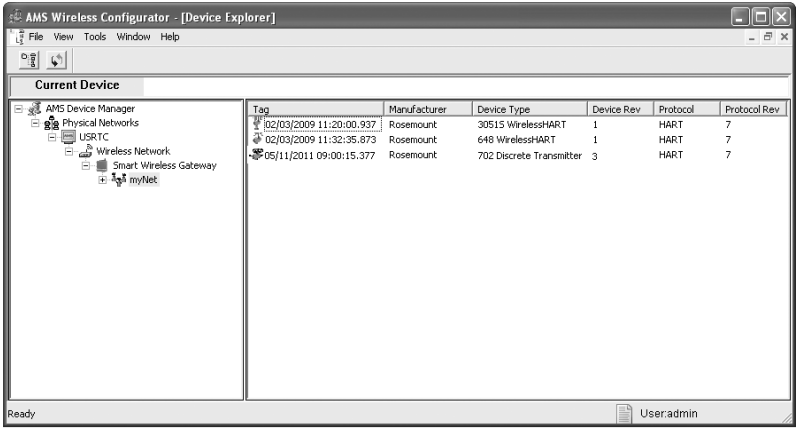 AMS Wireless Configurator - [Device Explorer]
File View Tools Window Help
Current Device
AMS Device Manager
Physical Networks
USRTC
Wireless Network
Smart Wireless Gateway
myNet
Tag Manufacturer Device Type Device Rev Protocol Protocol Rev
02/03/2009 11:20:00.937 Rosemount 3051S WirelessHART 1 HART 7
02/03/2009 11:32:35.873 Rosemount 648 WirelessHART 1 HART 7
05/11/2011 09:00:15.377 Rosemount 702 Discrete Transmitter 3 HART 7
Ready User:admin